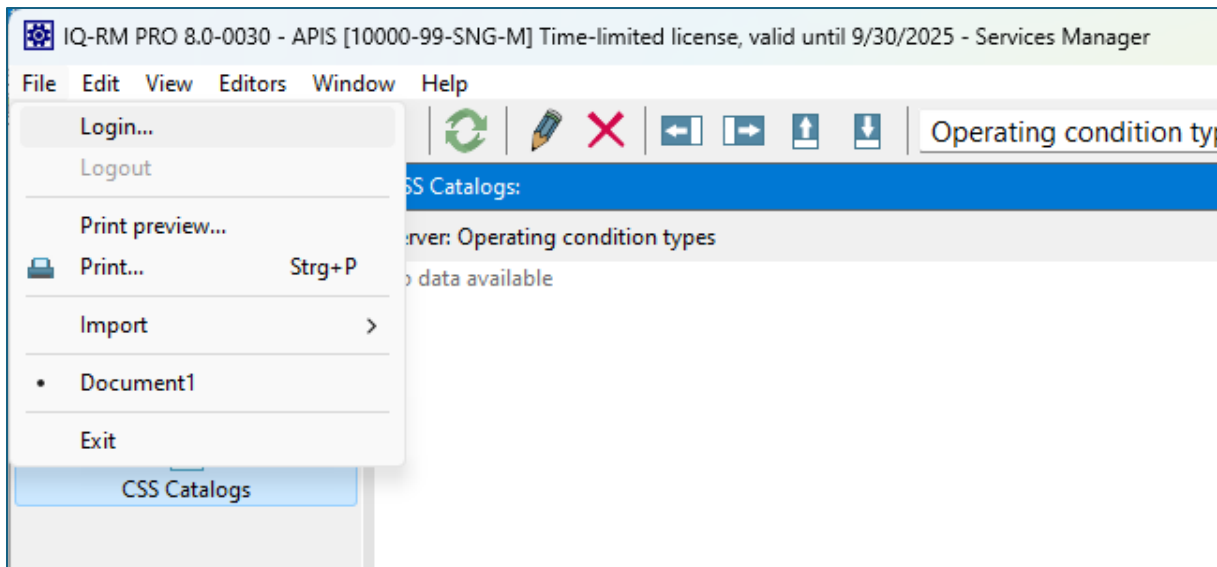 IQ-RM PRO 8.0-0030 - APIS [10000-99-SNG-M] Time-limited license, valid until 9/30/2025 - Services Manager
File Edit View Editors Window Help
Login...
Operating condition typ
Logout
SS Catalogs:
Print preview...
rver: Operating condition types
Print... Strg+P
data available
Import
Document1
Exit
CSS Catalogs